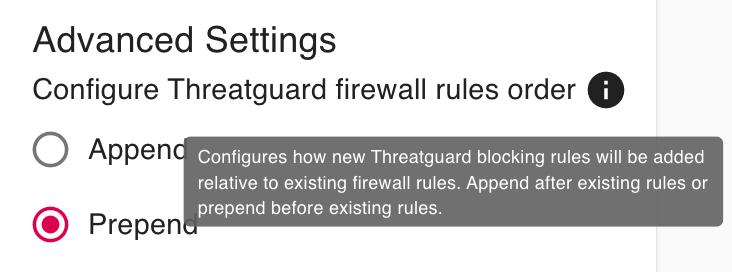 Advanced Settings
Configure Threatguard firewall rules order
Append
Configures how new Threatguard blocking rules will be added
relative to existing firewall rules. Append after existing rules or
prepend before existing rules.
Prepend